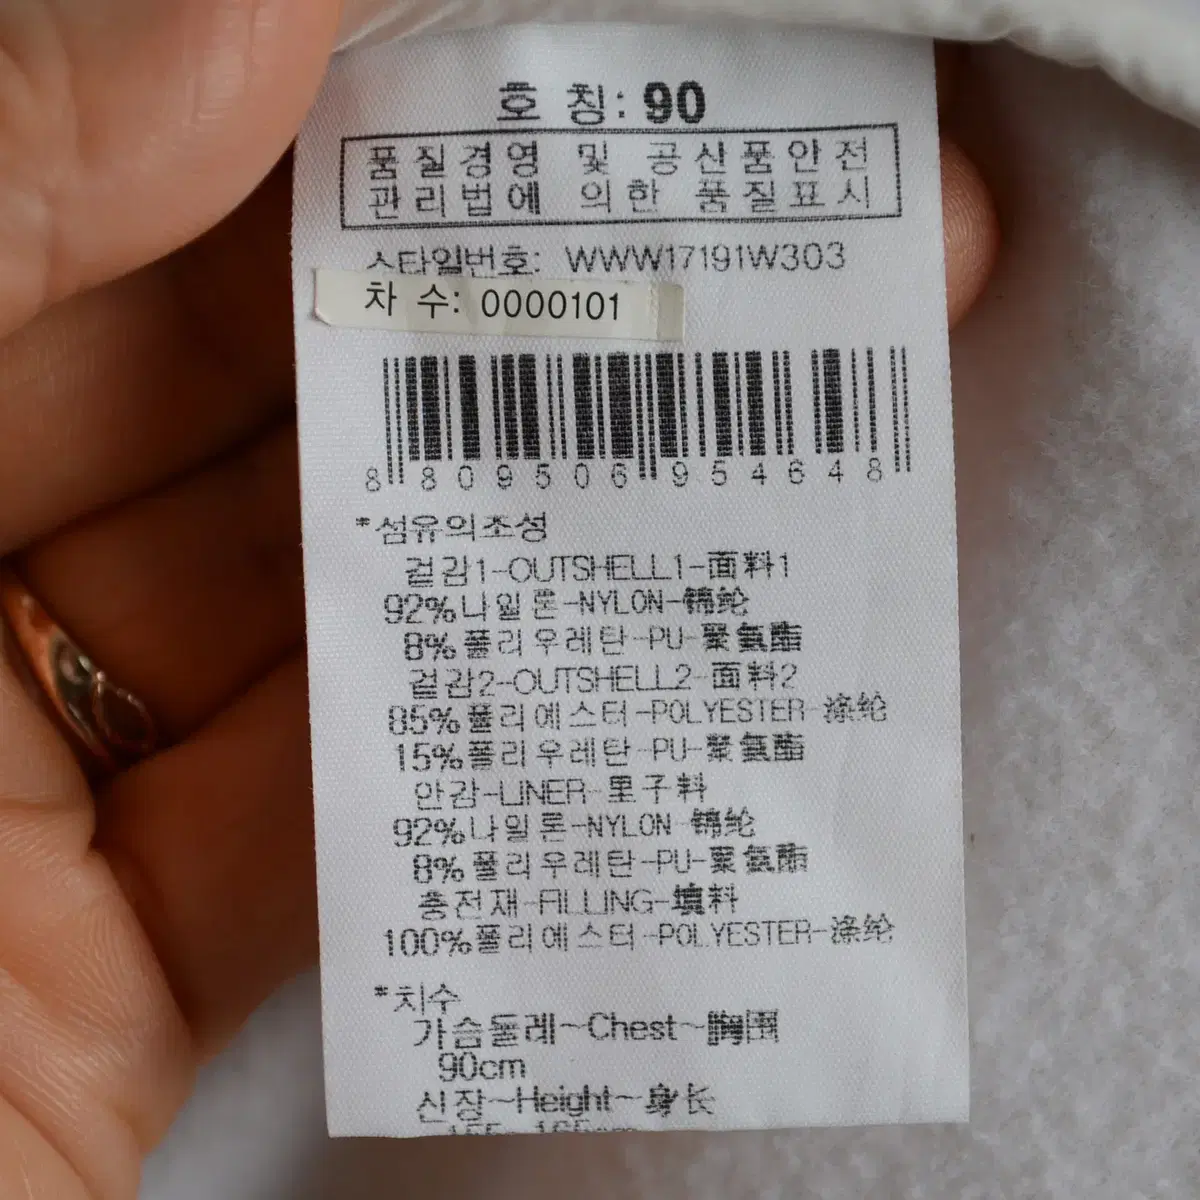 호 칭: 90
품질경영 및 공산품안전
관리법에 의한 품질표시
스타일번호: WWW17191W303
차 수: 0000101
8 809506 954648
*섬유의조성
겉감1-OUTSHELL1-面料1
92%나일론-NYLON-锦纶
8%폴리우레탄-PU-聚氨酯
겉감2-OUTSHELL2-面料2
85%폴리에스터-POLYESTER-涤纶
15%폴리우레탄-PU-聚氨酯
안감-LINER-里子料
92%나일론-NYLON-锦纶
8%폴리우레탄-PU-聚氨酯
충전재-FILLING-填料
100%폴리에스터-POLYESTER-涤纶
*치수
가슴둘레~Chest~胸围
90cm
신장~Height~身长